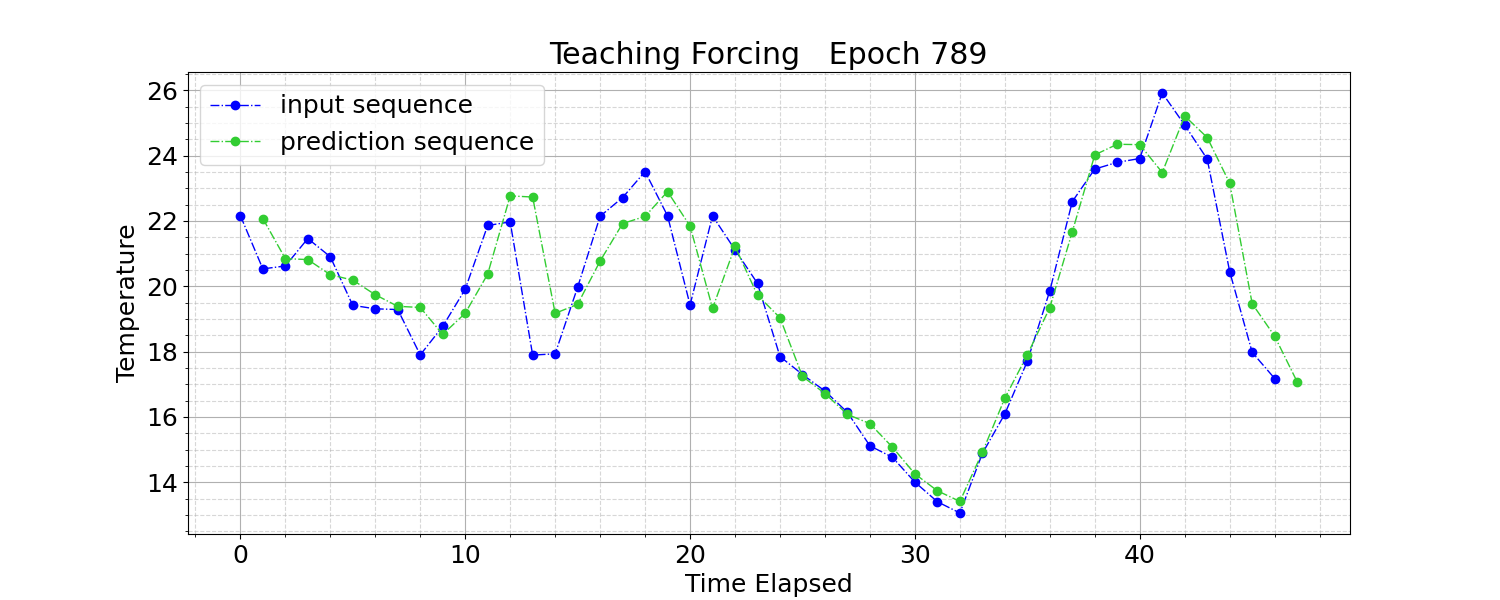 Teaching Forcing   Epoch 789
input sequence
prediction sequence
Temperature
26
24
22
20
18
16
14
0 10 20 30 40
Time Elapsed